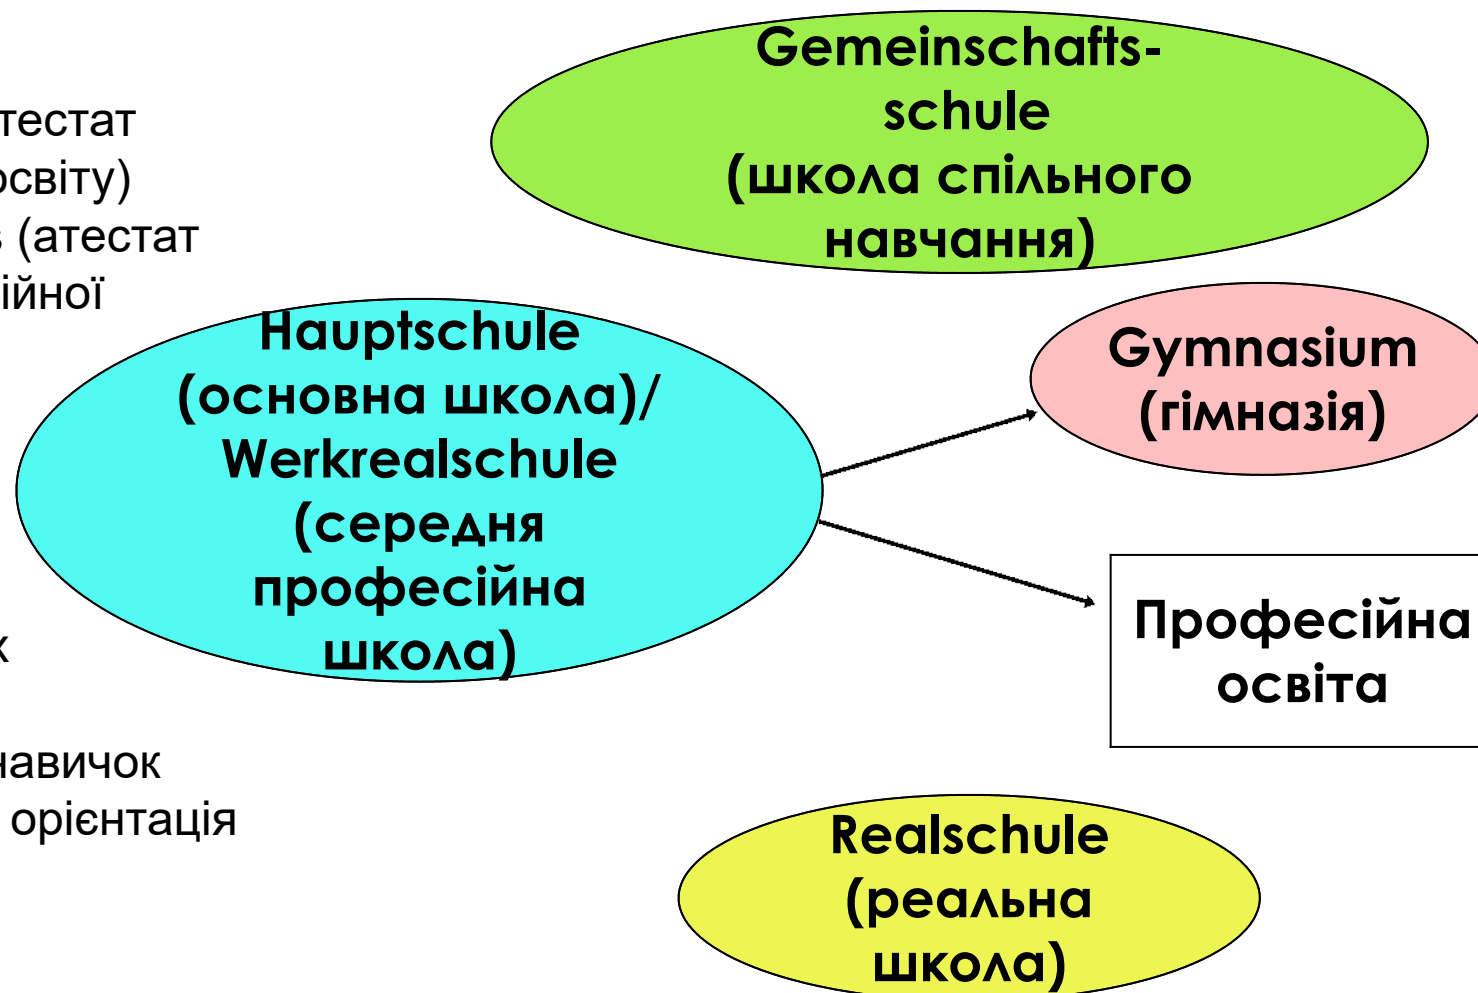 Gemeinschafts-
schule
(школа спільного
навчання)
тестат
освіту)
(атестат
ійної
Hauptschule
(основна школа)/
Werkrealschule
(середня
професійна
школа)
Gymnasium
(гімназія)
Професійна
освіта
навичок
орієнтація
Realschule
(реальна
школа)